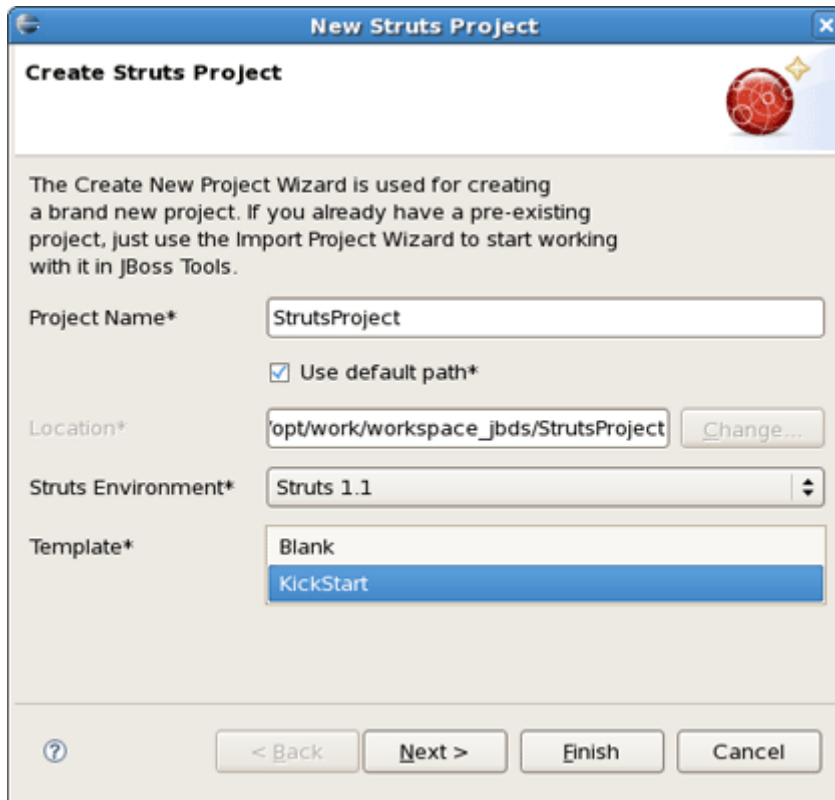 New Struts Project
Create Struts Project
The Create New Project Wizard is used for creating
a brand new project. If you already have a pre-existing
project, just use the Import Project Wizard to start working
with it in JBoss Tools.
Project Name* StrutsProject
Use default path*
Location* /opt/work/workspace_jbds/StrutsProject Change...
Struts Environment* Struts 1.1
Template* Blank
KickStart
< Back Next > Finish Cancel